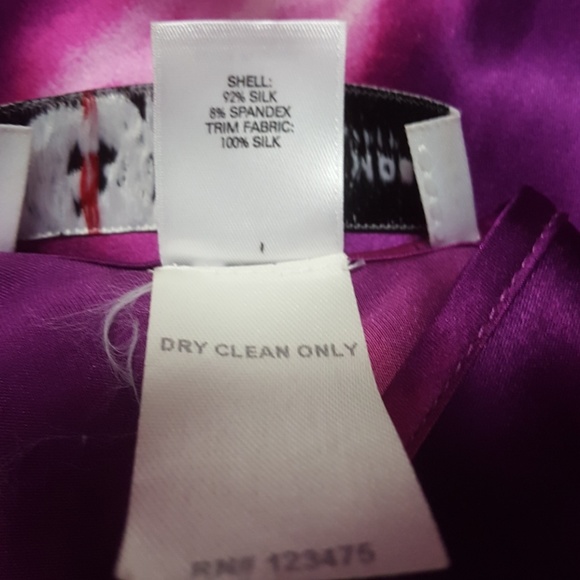 SHELL:
92% SILK
8% SPANDEX
TRIM FABRIC:
100% SILK
DRY CLEAN ONLY
RN# 123475